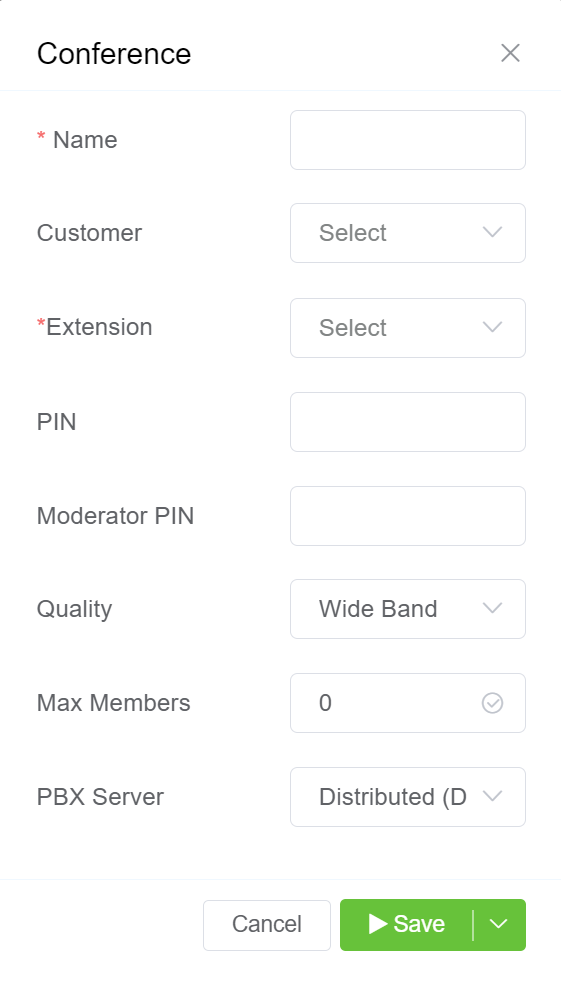 Conference
* Name
Customer Select
*Extension Select
PIN
Moderator PIN
Quality Wide Band
Max Members 0
PBX Server Distributed (D
Cancel Save